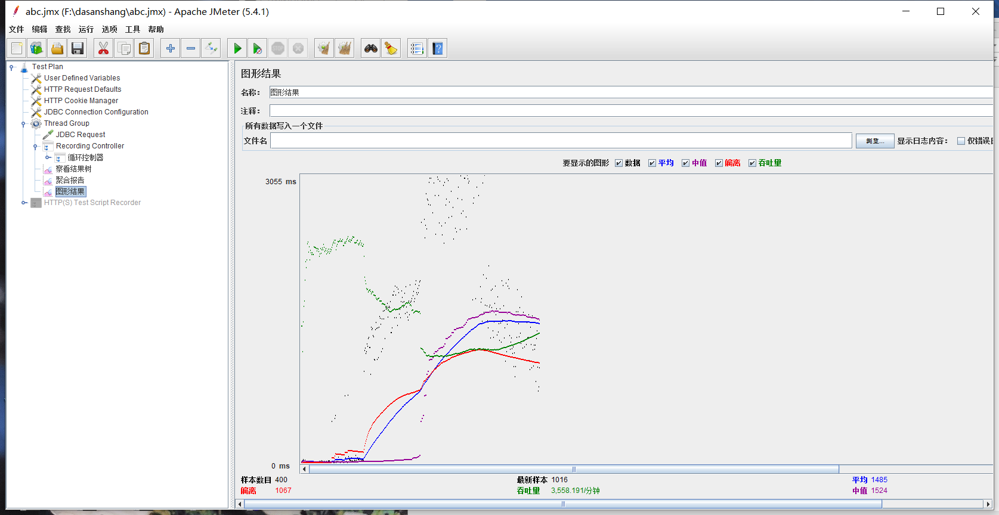 abc.jmx (F:\dasanshang\abc.jmx) - Apache JMeter (5.4.1)
文件 编辑 查找 运行 选项 工具 帮助
Test Plan
User Defined Variables
HTTP Request Defaults
HTTP Cookie Manager
JDBC Connection Configuration
Thread Group
JDBC Request
Recording Controller
循环控制器
察看结果树
聚合报告
图形结果
HTTP(S) Test Script Recorder
图形结果
名称： 图形结果
注释：
所有数据写入一个文件
文件名 浏览... 显示日志内容： 仅错误日
要显示的图形 数据 平均 中值 偏离 吞吐量
3055 ms
0 ms
样本数目 400 最新样本 1016 平均 1485
偏离 1067 吞吐量 3,558.191/分钟 中值 1524